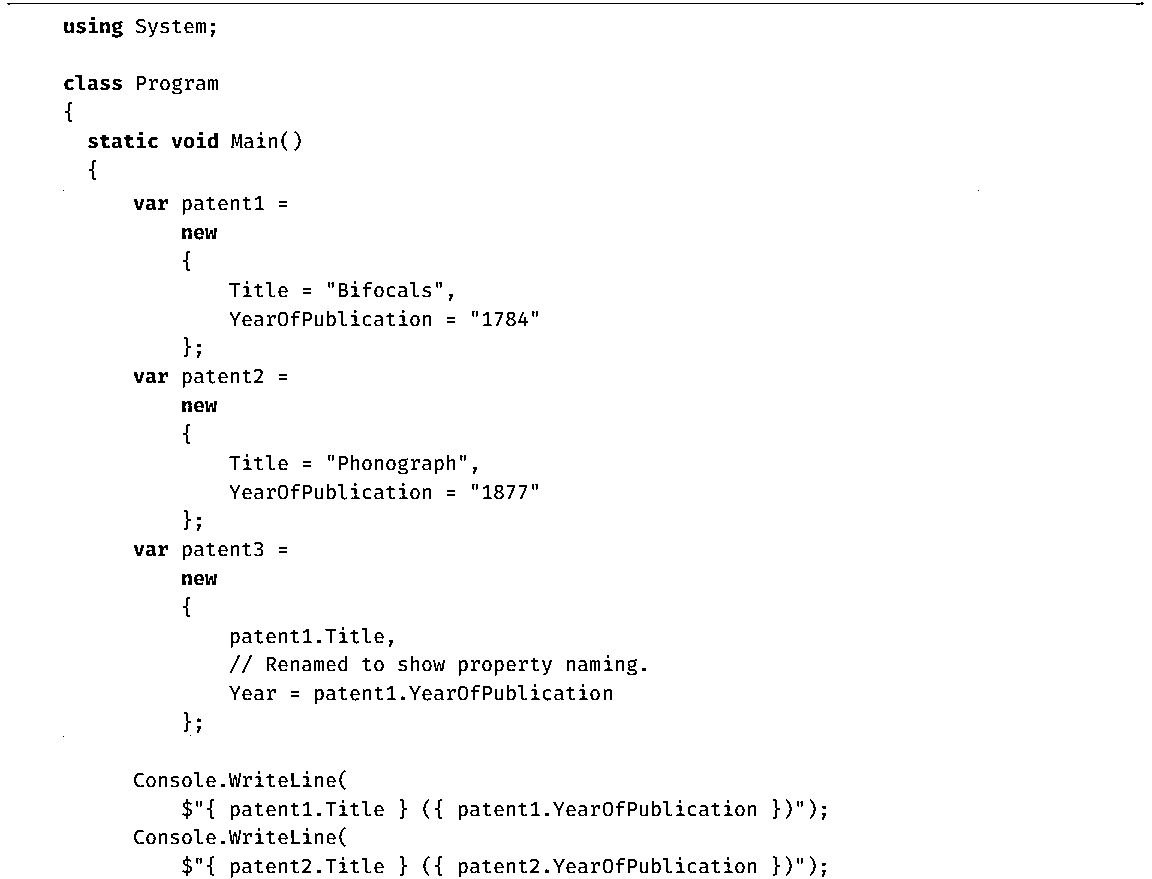 using System;
class Program
{
static void Main()
{
var patent1 =
new
{
Title = "Bifocals",
YearOfPublication = "1784"
};
var patent2 =
new
{
Title = "Phonograph",
YearOfPublication = "1877"
};
var patent3 =
new
{
patent1.Title,
// Renamed to show property naming.
Year = patent1.YearOfPublication
};
Console.WriteLine(
$"{ patent1.Title } ({ patent1.YearOfPublication })");
Console.WriteLine(
$"{ patent2.Title } ({ patent2.YearOfPublication })");